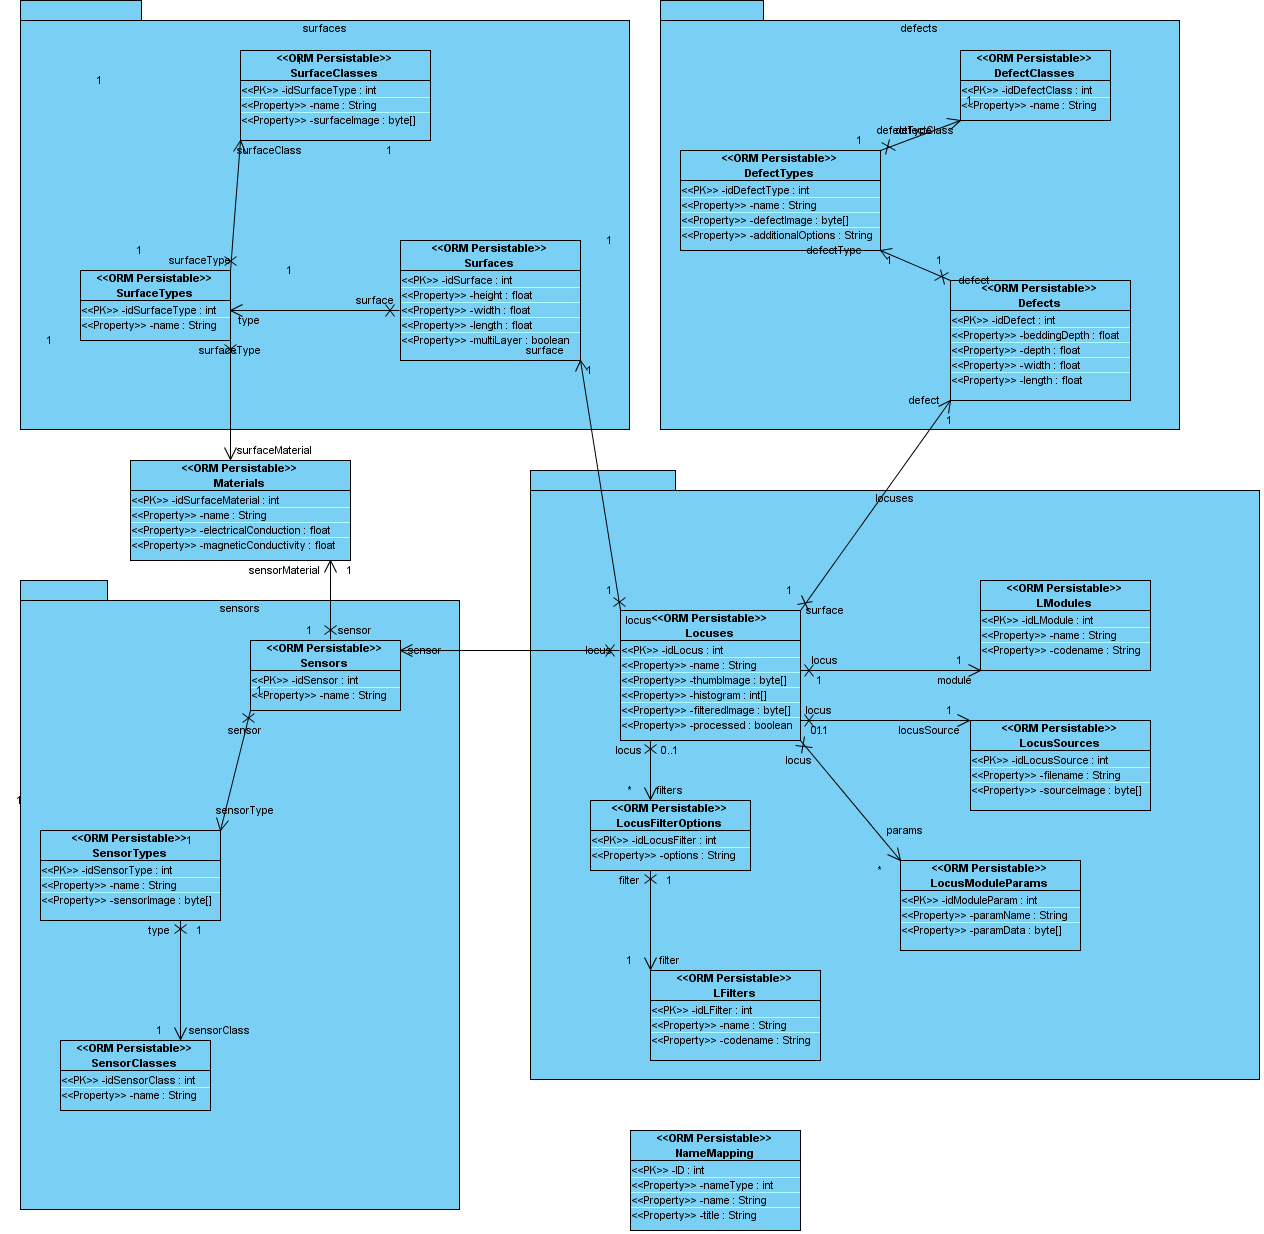 surfaces
<<ORM Persistable>>
SurfaceClasses
<<PK>> -idSurfaceType : int
<<Property>> -name : String
<<Property>> -surfaceImage : byte[]
1
1
surfaceClass
1
surfaceType
1
1
<<ORM Persistable>>
SurfaceTypes
<<PK>> -idSurfaceType : int
<<Property>> -name : String
type
surface
surfaceType
1
<<ORM Persistable>>
Surfaces
<<PK>> -idSurface : int
<<Property>> -height : float
<<Property>> -width : float
<<Property>> -length : float
<<Property>> -multiLayer : boolean
surface
1
1
defects
<<ORM Persistable>>
DefectClasses
<<PK>> -idDefectClass : int
<<Property>> -name : String
1
defectType
defectClass
1
<<ORM Persistable>>
DefectTypes
<<PK>> -idDefectType : int
<<Property>> -name : String
<<Property>> -defectImage : byte[]
<<Property>> -additionalOptions : String
defectType
1
1
defect
<<ORM Persistable>>
Defects
<<PK>> -idDefect : int
<<Property>> -beddingDepth : float
<<Property>> -depth : float
<<Property>> -width : float
<<Property>> -length : float
defect
1
surfaceMaterial
<<ORM Persistable>>
Materials
<<PK>> -idSurfaceMaterial : int
<<Property>> -name : String
<<Property>> -electricalConduction : float
<<Property>> -magneticConductivity : float
sensorMaterial
1
sensors
1
sensor
<<ORM Persistable>>
Sensors
<<PK>> -idSensor : int
<<Property>> -name : String
1
sensor
sensor
locus
sensorType
1
1
<<ORM Persistable>>
SensorTypes
<<PK>> -idSensorType : int
<<Property>> -name : String
<<Property>> -sensorImage : byte[]
type
1
1
sensorClass
<<ORM Persistable>>
SensorClasses
<<PK>> -idSensorClass : int
<<Property>> -name : String
locuses
1
1
locus
surface
<<ORM Persistable>>
Locuses
<<PK>> -idLocus : int
<<Property>> -name : String
<<Property>> -thumbImage : byte[]
<<Property>> -histogram : int[]
<<Property>> -filteredImage : byte[]
<<Property>> -processed : boolean
locus
1
1
module
<<ORM Persistable>>
LModules
<<PK>> -idLModule : int
<<Property>> -name : String
<<Property>> -codename : String
locus
1
locusSource
<<ORM Persistable>>
LocusSources
<<PK>> -idLocusSource : int
<<Property>> -filename : String
<<Property>> -sourceImage : byte[]
locus
locus
0..1
*
filters
<<ORM Persistable>>
LocusFilterOptions
<<PK>> -idLocusFilter : int
<<Property>> -options : String
filter
1
1
filter
<<ORM Persistable>>
LFilters
<<PK>> -idLFilter : int
<<Property>> -name : String
<<Property>> -codename : String
params
*
<<ORM Persistable>>
LocusModuleParams
<<PK>> -idModuleParam : int
<<Property>> -paramName : String
<<Property>> -paramData : byte[]
<<ORM Persistable>>
NameMapping
<<PK>> -ID : int
<<Property>> -nameType : int
<<Property>> -name : String
<<Property>> -title : String